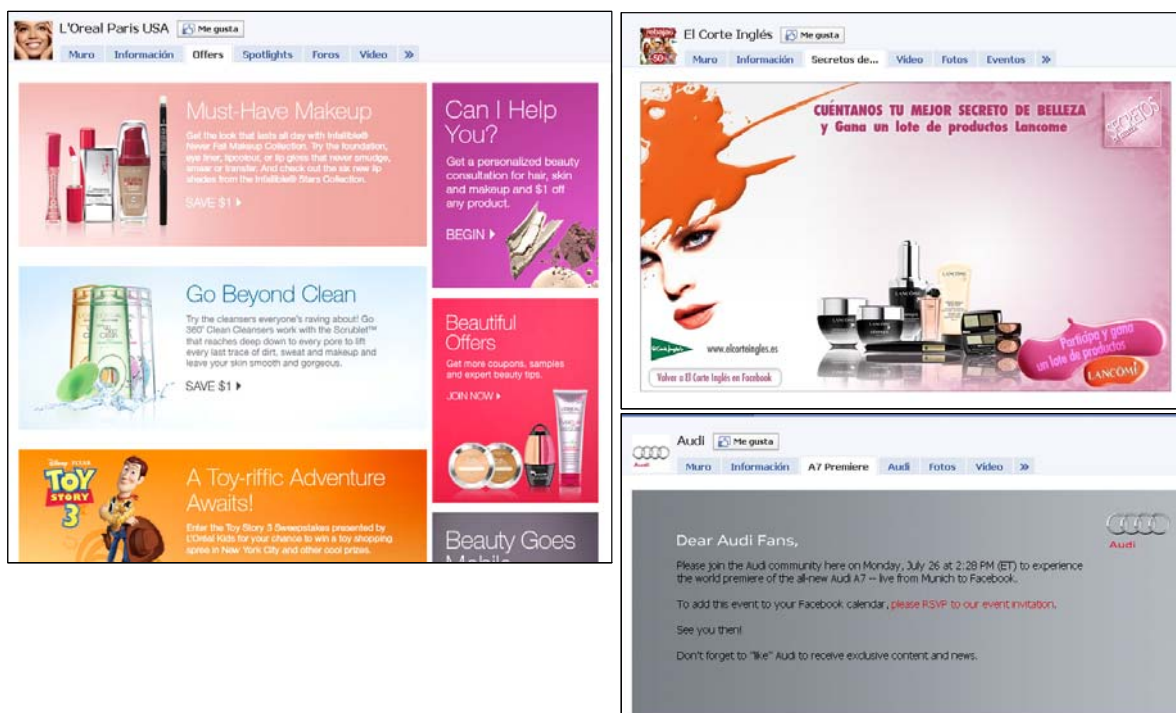 L'Oreal Paris USA Me gusta
Muro Información Offers Spotlights Foros Video »
Must-Have Makeup
Get the look that lasts all day with Infallible®
Never Fail Makeup Collection. Try the foundation,
eye liner, lipcolour, or lip gloss that never smudge,
smear or transfer. And check out the six new lip
shades from the Infallible® Stars Collection.
SAVE $1
Go Beyond Clean
Try the cleansers everyone's raving about! Go
360° Clean Cleansers work with the Scrublet™
that reaches deep down to every pore to lift
every last trace of dirt, sweat and makeup and
leave your skin smooth and gorgeous.
SAVE $1
DISNEY PIXAR
TOY
STORY
3
A Toy-riffic Adventure
Awaits!
Enter the Toy Story 3 Sweepstakes presented by
L'Oréal Kids for your chance to win a toy shopping
spree in New York City and other cool prizes.
Can I Help
You?
Get a personalized beauty
consultation for hair, skin
and makeup and $1 off
any product.
BEGIN
Beautiful
Offers
Get more coupons, samples
and expert beauty tips.
JOIN NOW
Beauty Goes
Mobile
rebajas
-50%
El Corte Inglés Me gusta
Muro Información Secretos de... Video Fotos Eventos »
CUÉNTANOS TU MEJOR SECRETO DE BELLEZA
y Gana un lote de productos Lancome
SECRETOS
El Corte Inglés
www.elcorteingles.es
Volver a El Corte Inglés en Facebook
Participa y gana
un lote de productos
LANCÔME
Audi Me gusta
Audi
Muro Información A7 Premiere Audi Fotos Video »
Audi
Dear Audi Fans,
Please join the Audi community here on Monday, July 26 at 2:28 PM (ET) to experience
the world premiere of the all-new Audi A7 -- live from Munich to Facebook.
To add this event to your Facebook calendar, please RSVP to our event invitation.
See you then!
Don't forget to "like" Audi to receive exclusive content and news.